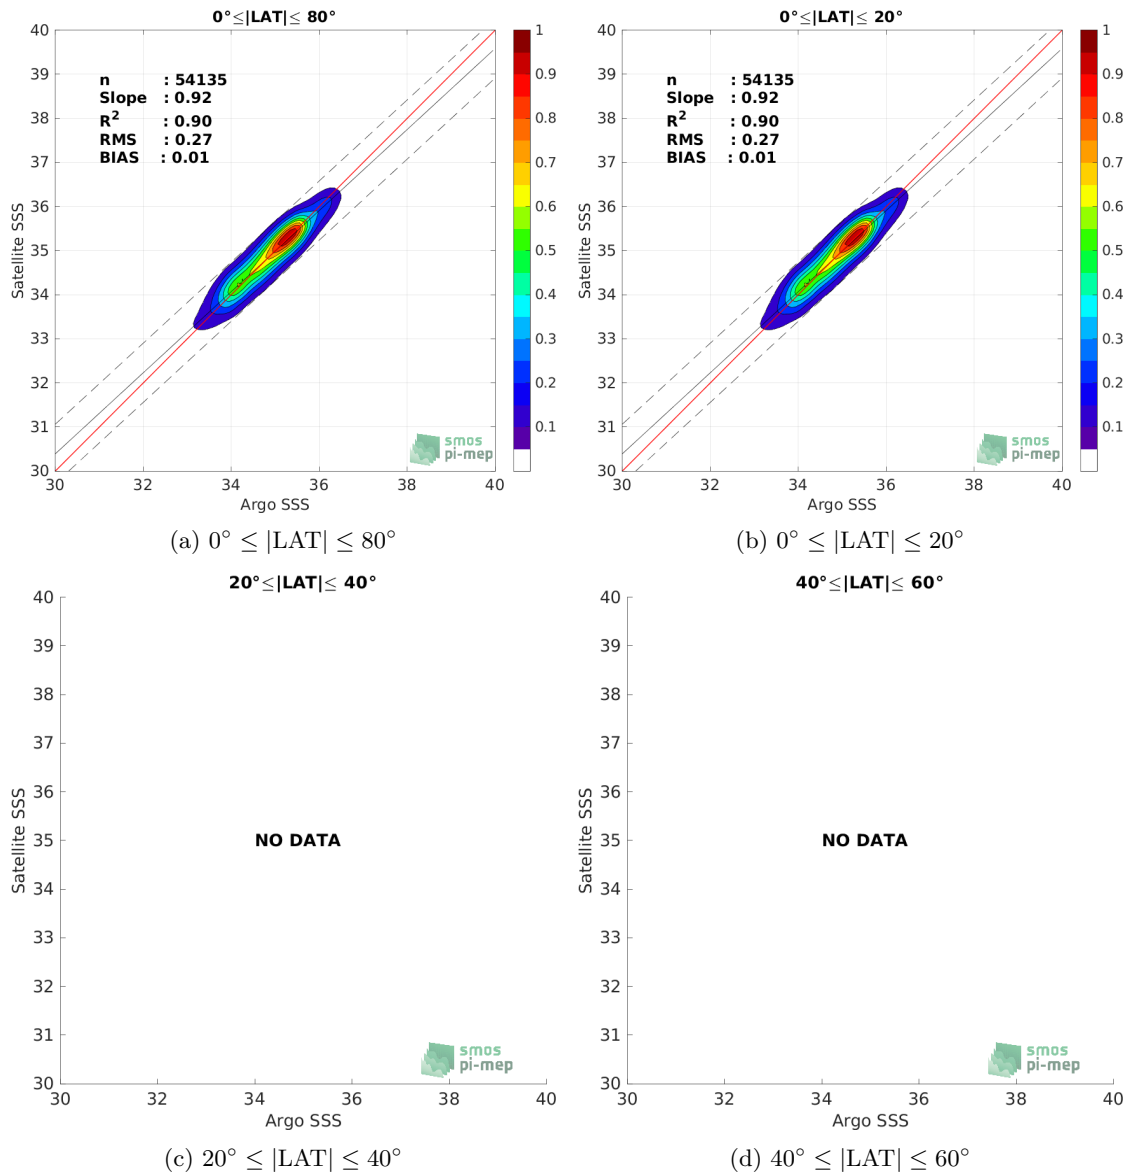 0°≤|LAT|≤ 80°
40
39
38
37
36
35
34
33
32
31
30
Satellite SSS
n : 54135
Slope : 0.92
R² : 0.90
RMS : 0.27
BIAS : 0.01
1
0.9
0.8
0.7
0.6
0.5
0.4
0.3
0.2
0.1
smos
pi-mep
30 32 34 36 38 40
Argo SSS
(a) 0° ≤ |LAT| ≤ 80°
0°≤|LAT|≤ 20°
40
39
38
37
36
35
34
33
32
31
30
Satellite SSS
n : 54135
Slope : 0.92
R² : 0.90
RMS : 0.27
BIAS : 0.01
1
0.9
0.8
0.7
0.6
0.5
0.4
0.3
0.2
0.1
smos
pi-mep
30 32 34 36 38 40
Argo SSS
(b) 0° ≤ |LAT| ≤ 20°
20°≤|LAT|≤ 40°
40
39
38
37
36
35
34
33
32
31
30
Satellite SSS
NO DATA
smos
pi-mep
30 32 34 36 38 40
Argo SSS
(c) 20° ≤ |LAT| ≤ 40°
40°≤|LAT|≤ 60°
40
39
38
37
36
35
34
33
32
31
30
Satellite SSS
NO DATA
smos
pi-mep
30 32 34 36 38 40
Argo SSS
(d) 40° ≤ |LAT| ≤ 60°